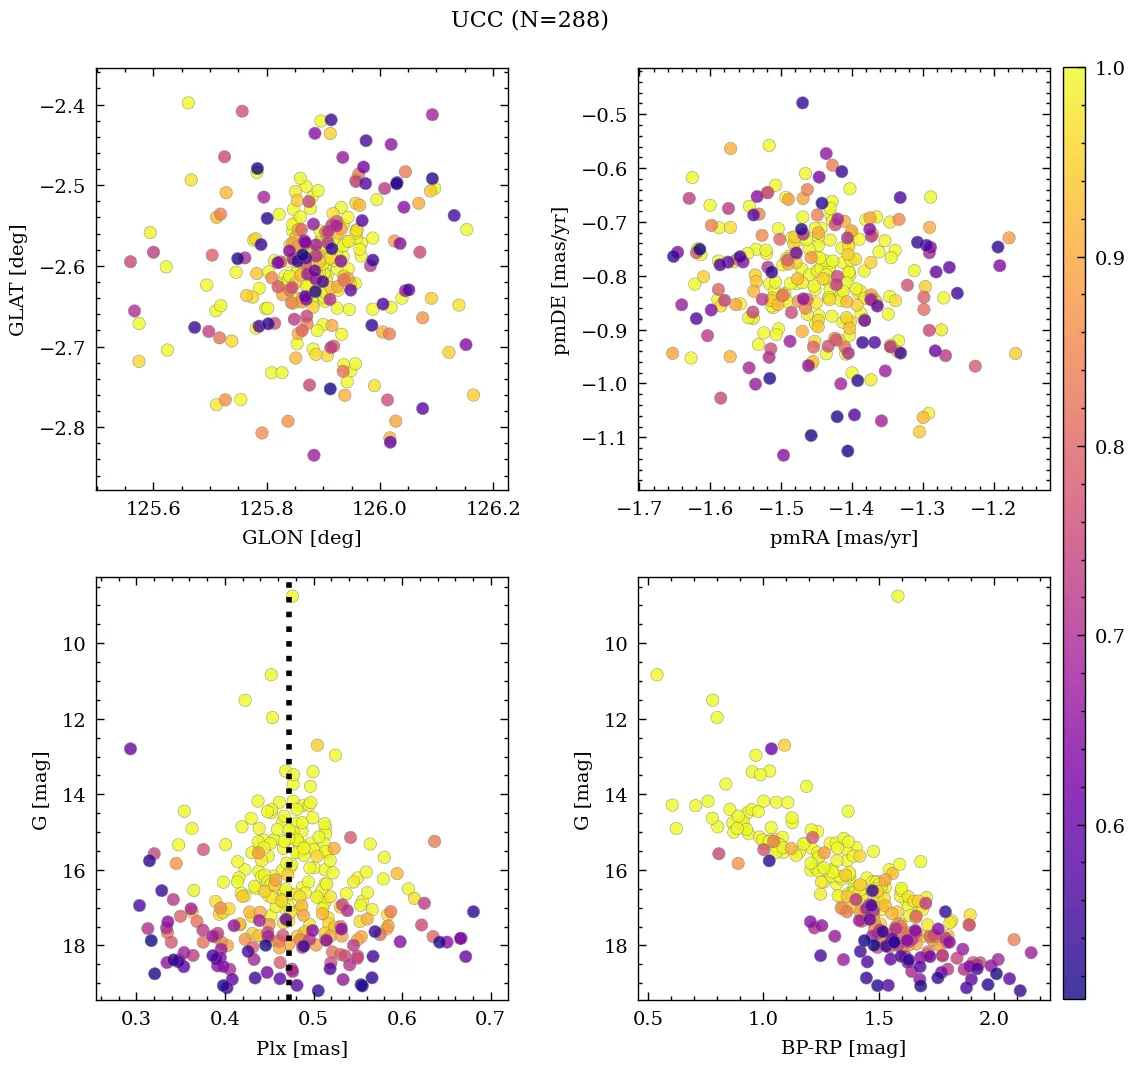 UCC (N=288)
−2.4
−2.5
−2.6
−2.7
−2.8
GLAT [deg]
125.6 125.8 126.0 126.2
GLON [deg]
−0.5
−0.6
−0.7
−0.8
−0.9
−1.0
−1.1
pmDE [mas/yr]
−1.7 −1.6 −1.5 −1.4 −1.3 −1.2
pmRA [mas/yr]
1.0
0.9
0.8
0.7
0.6
10
12
14
16
18
G [mag]
0.3 0.4 0.5 0.6 0.7
Plx [mas]
10
12
14
16
18
G [mag]
0.5 1.0 1.5 2.0
BP-RP [mag]